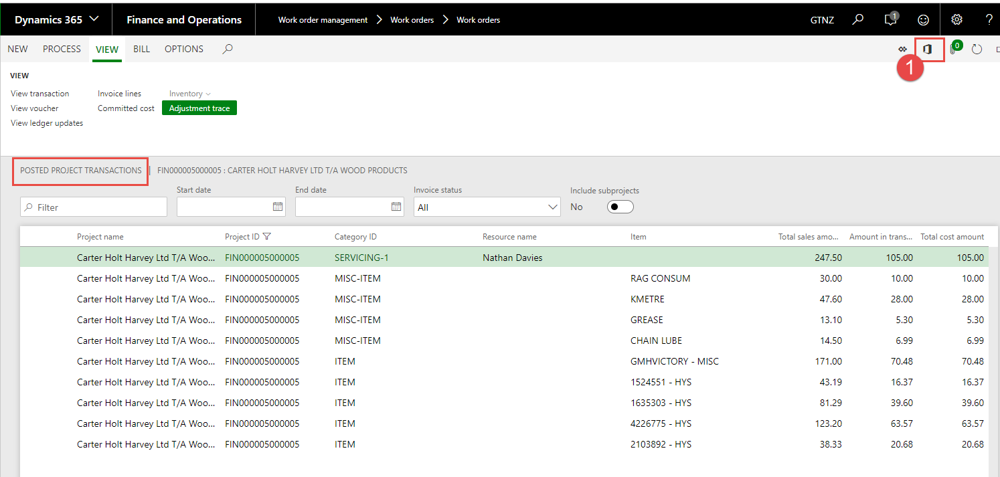 Dynamics 365 Finance and Operations Work order management Work orders Work orders GTNZ 1 ?
NEW PROCESS VIEW BILL OPTIONS 0
1
VIEW
View transaction Invoice lines Inventory
View voucher Committed cost Adjustment trace
View ledger updates
POSTED PROJECT TRANSACTIONS | FIN000005000005 : CARTER HOLT HARVEY LTD T/A WOOD PRODUCTS
Start date End date Invoice status Include subprojects
Filter All No
Project name Project ID Category ID Resource name Item Total sales amo... Amount in trans... Total cost amount
Carter Holt Harvey Ltd T/A Woo... FIN000005000005 SERVICING-1 Nathan Davies 247.50 105.00 105.00
Carter Holt Harvey Ltd T/A Woo... FIN000005000005 MISC-ITEM RAG CONSUM 30.00 10.00 10.00
Carter Holt Harvey Ltd T/A Woo... FIN000005000005 MISC-ITEM KMETRE 47.60 28.00 28.00
Carter Holt Harvey Ltd T/A Woo... FIN000005000005 MISC-ITEM GREASE 13.10 5.30 5.30
Carter Holt Harvey Ltd T/A Woo... FIN000005000005 MISC-ITEM CHAIN LUBE 14.50 6.99 6.99
Carter Holt Harvey Ltd T/A Woo... FIN000005000005 ITEM GMHVICTORY - MISC 171.00 70.48 70.48
Carter Holt Harvey Ltd T/A Woo... FIN000005000005 ITEM 1524551 - HYS 43.19 16.37 16.37
Carter Holt Harvey Ltd T/A Woo... FIN000005000005 ITEM 1635303 - HYS 81.29 39.60 39.60
Carter Holt Harvey Ltd T/A Woo... FIN000005000005 ITEM 4226775 - HYS 123.20 63.57 63.57
Carter Holt Harvey Ltd T/A Woo... FIN000005000005 ITEM 2103892 - HYS 38.33 20.68 20.68